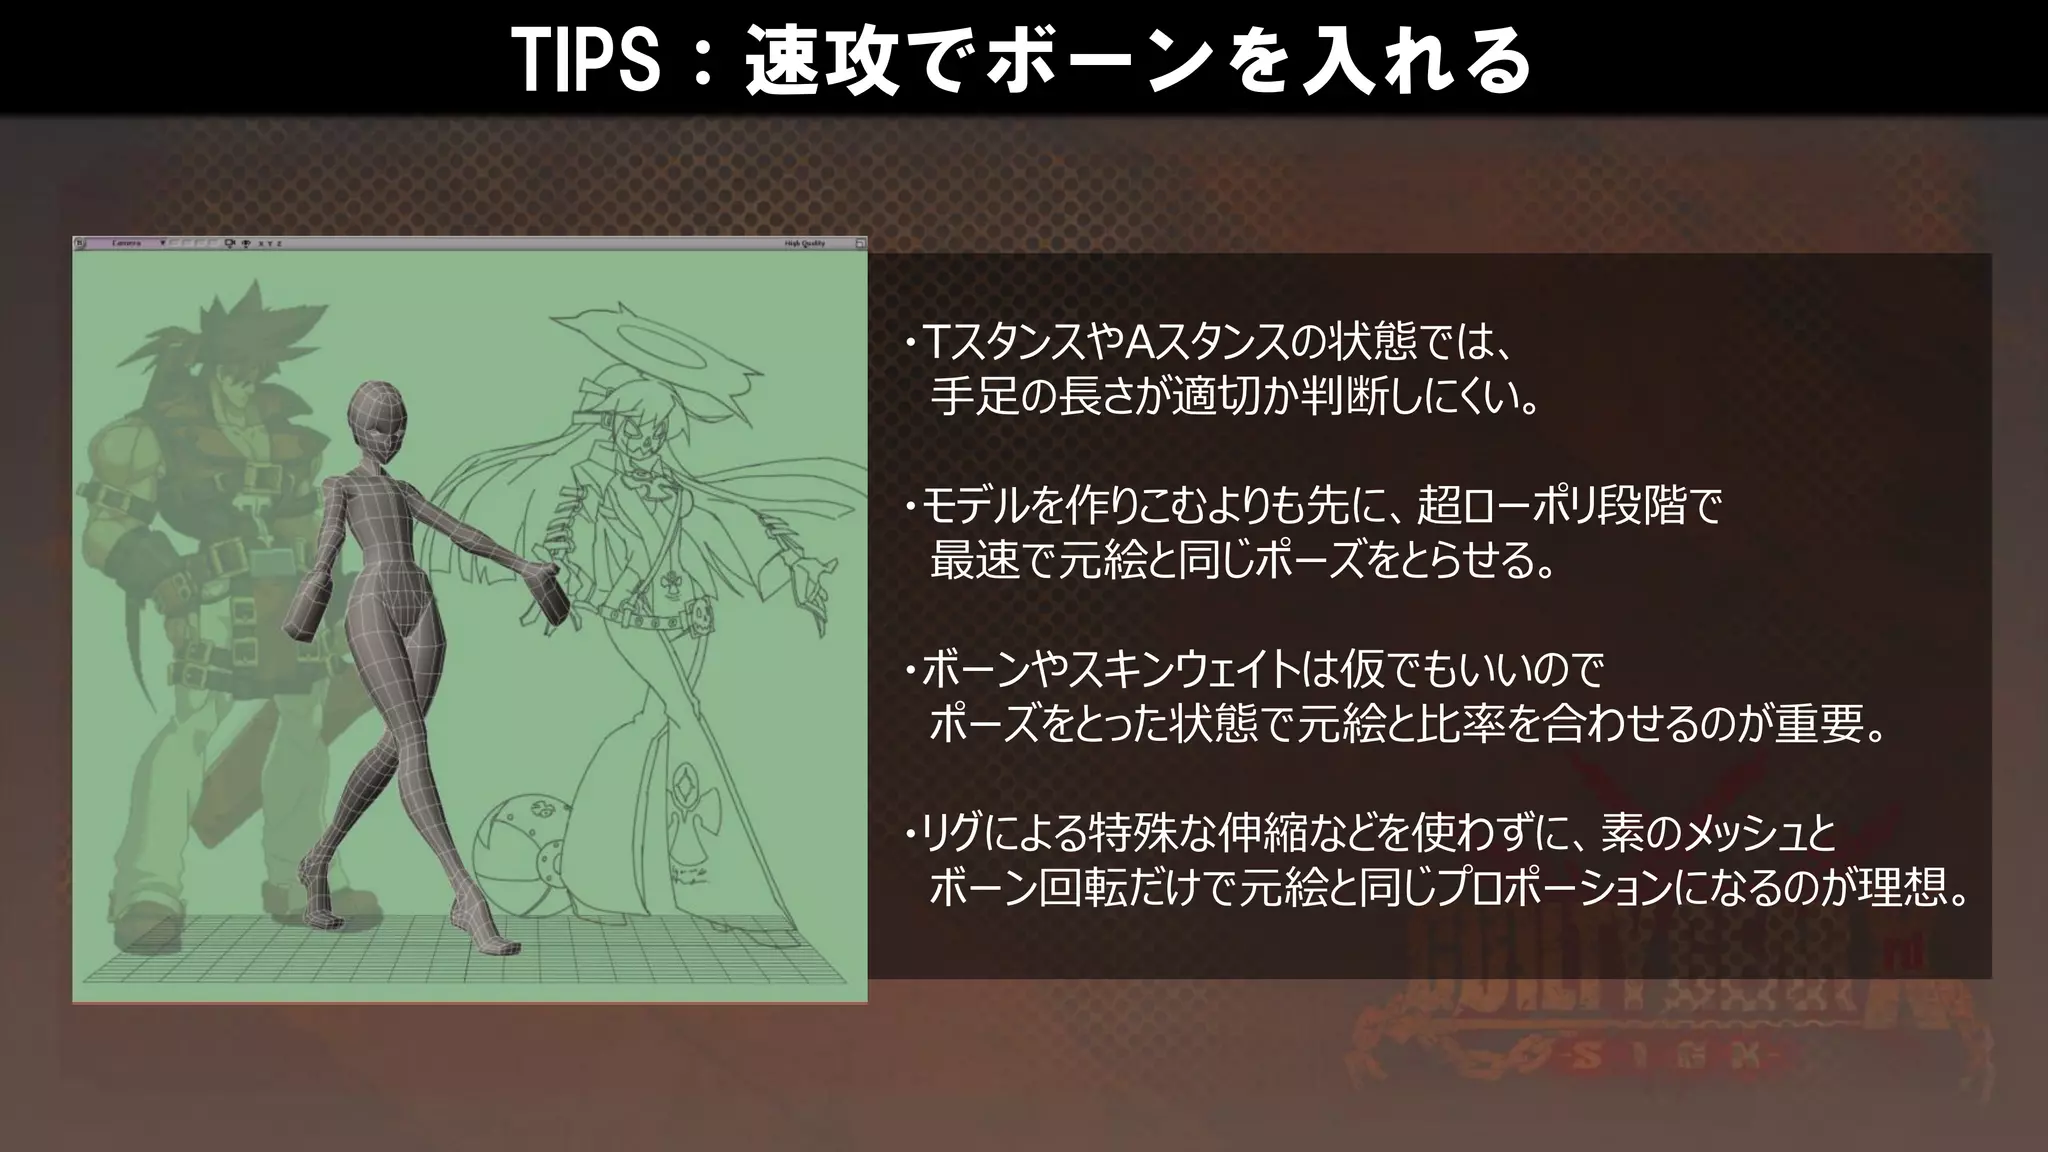 TIPS：速攻でボーンを入れる
Camera
X Y Z
High Quality
・TスタンスやAスタンスの状態では、
手足の長さが適切か判断しにくい。
・モデルを作りこむよりも先に、超ローポリ段階で
最速で元絵と同じポーズをとらせる。
・ボーンやスキンウェイトは仮でもいいので
ポーズをとった状態で元絵と比率を合わせるのが重要。
・リグによる特殊な伸縮などを使わずに、素のメッシュと
ボーン回転だけで元絵と同じプロポーションになるのが理想。
GUILTY GEAR Xrd
-SIGN-